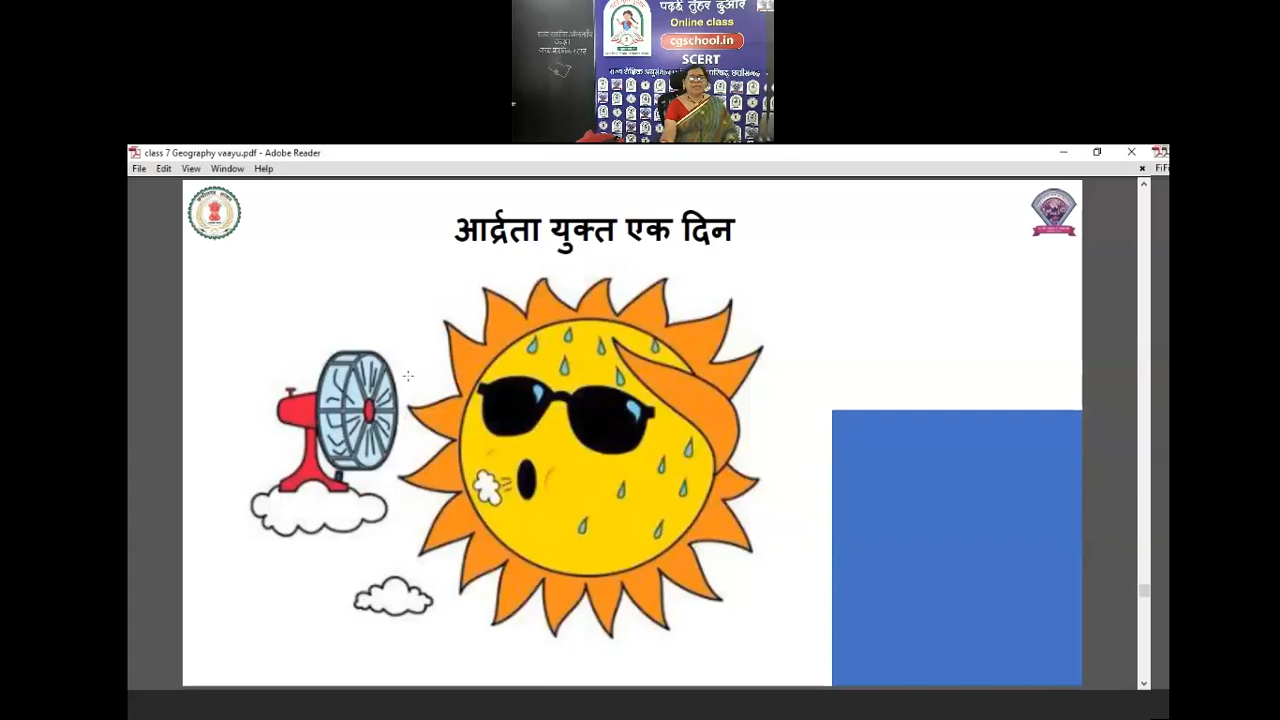 पढ़ई तुंहर दुआर
Online class
cgschool.in
SCERT
class 7 Geography vaayu.pdf - Adobe Reader
File Edit View Window Help
आर्द्रता युक्त एक दिन